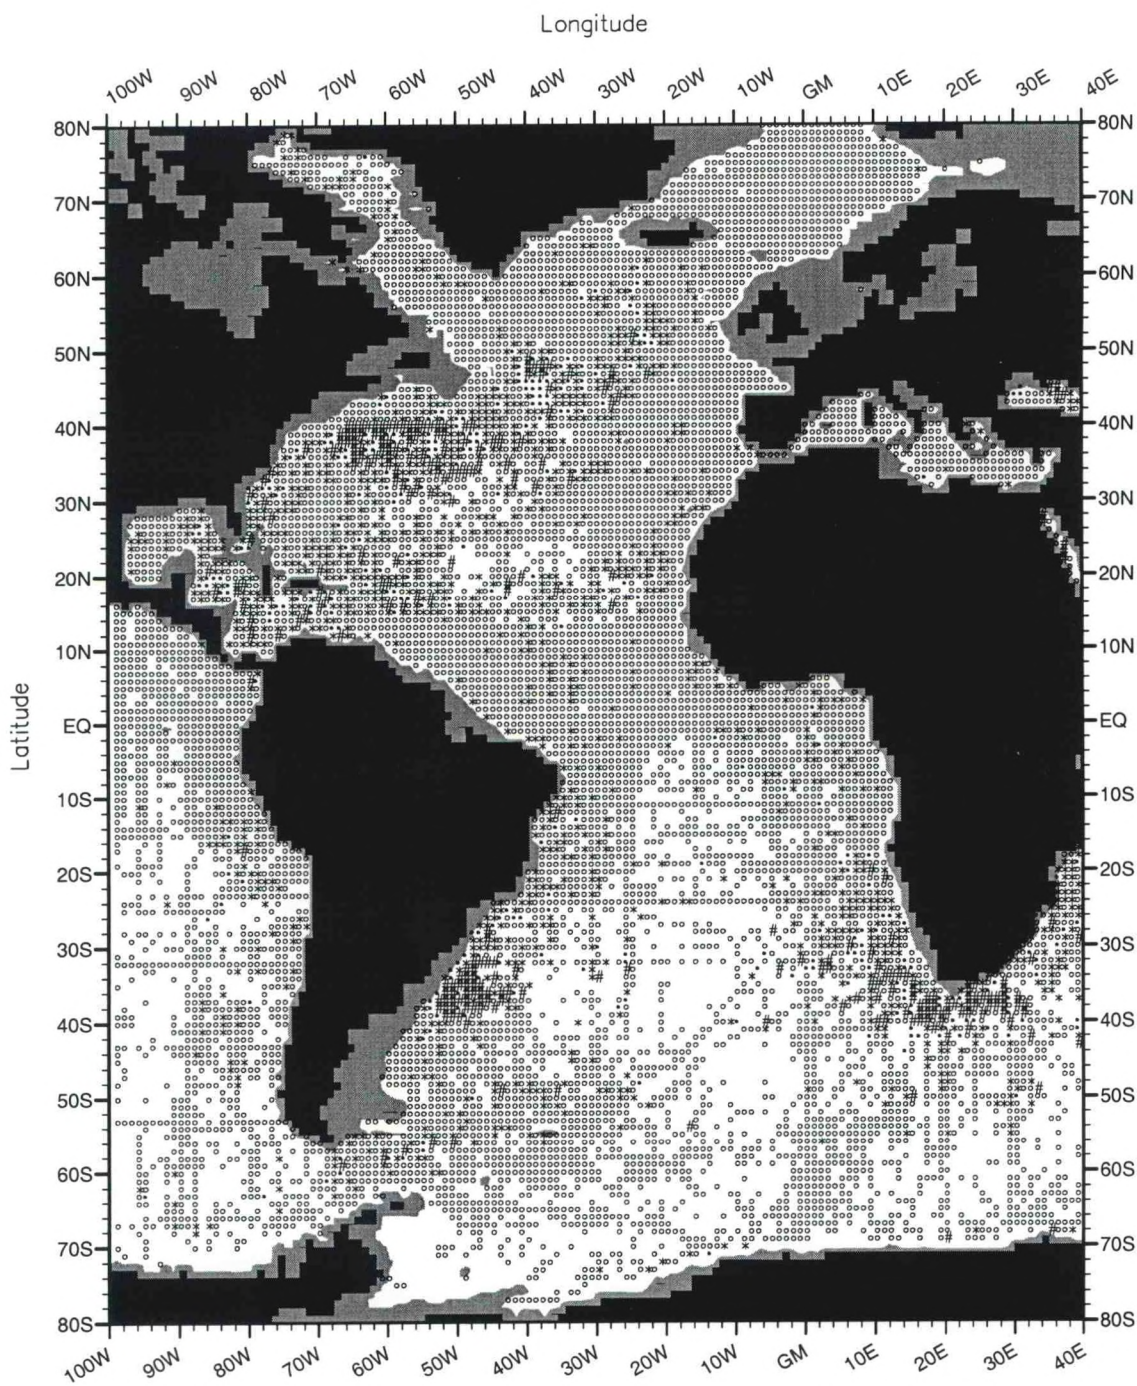 Longitude
100W 90W 80W 70W 60W 50W 40W 30W 20W 10W GM 10E 20E 30E 40E
80N 80N
70N 70N
60N 60N
50N 50N
40N 40N
30N 30N
20N 20N
10N 10N
Latitude
EQ EQ
10S 10S
20S 20S
30S 30S
40S 40S
50S 50S
60S 60S
70S 70S
80S 80S
100W 90W 80W 70W 60W 50W 40W 30W 20W 10W GM 10E 20E 30E 40E